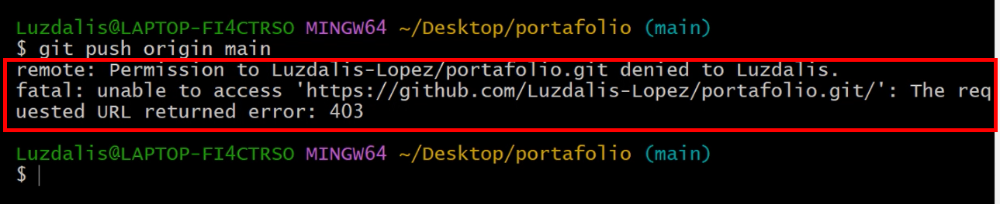 Luzdalis@LAPTOP-FI4CTRSO MINGW64 ~/Desktop/portafolio (main)
$ git push origin main
remote: Permission to Luzdalis-Lopez/portafolio.git denied to Luzdalis.
fatal: unable to access 'https://github.com/Luzdalis-Lopez/portafolio.git/': The req
uested URL returned error: 403
Luzdalis@LAPTOP-FI4CTRSO MINGW64 ~/Desktop/portafolio (main)
$